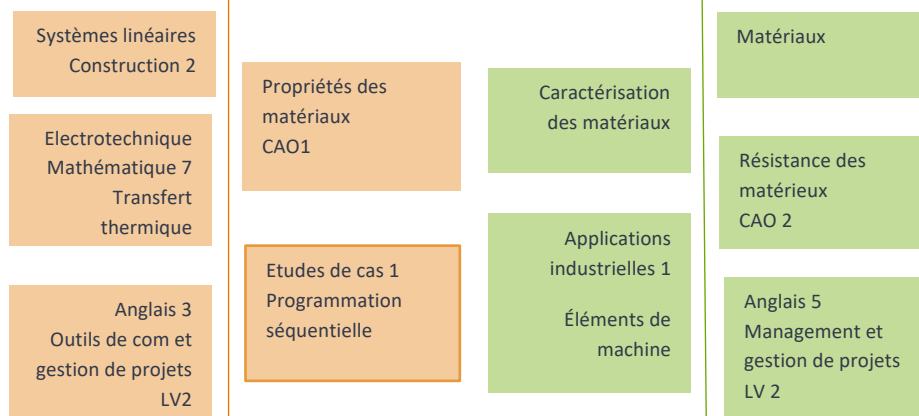 Systèmes linéaires
Construction 2
Electrotechnique
Mathématique 7
Transfert
thermique
Anglais 3
Outils de com et
gestion de projets
LV2
Propriétés des
matériaux
CAO1
Etudes de cas 1
Programmation
séquentielle
Caractérisation
des matériaux
Applications
industrielles 1
Éléments de
machine
Matériaux
Résistance des
matérieux
CAO 2
Anglais 5
Management et
gestion de projets
LV 2